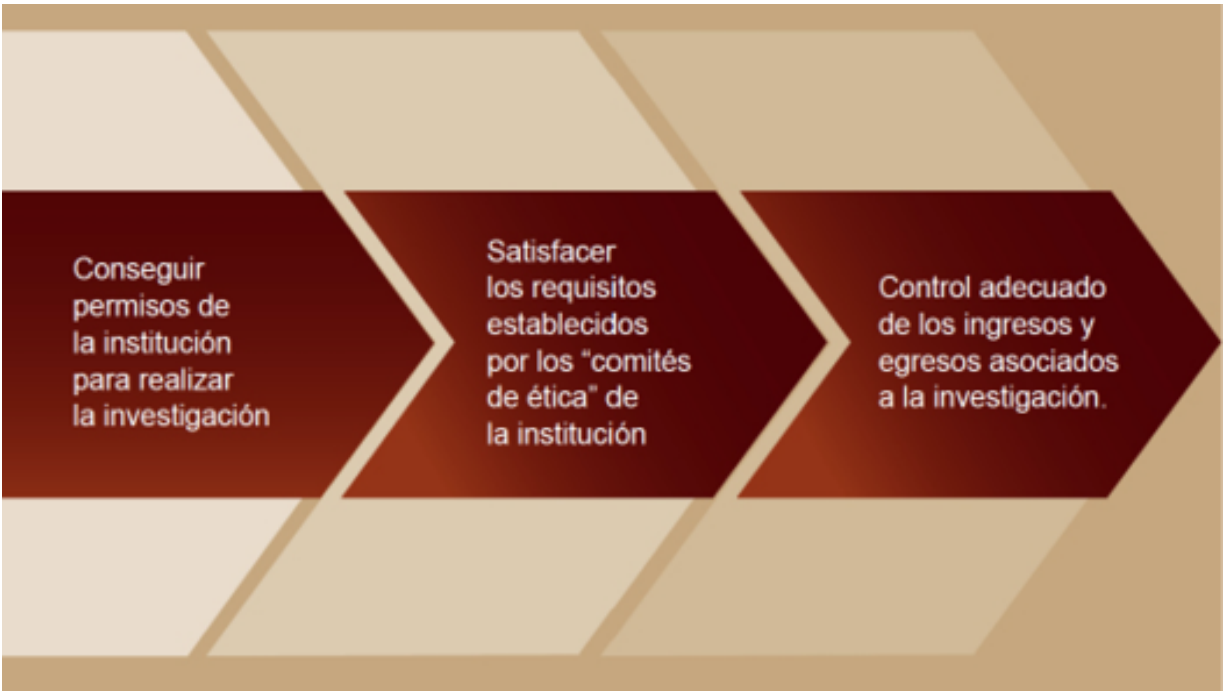 Conseguir
permisos de
la institución
para realizar
la investigación
Satisfacer
los requisitos
establecidos
por los “comités
de ética” de
la institución
Control adecuado
de los ingresos y
egresos asociados
a la investigación.